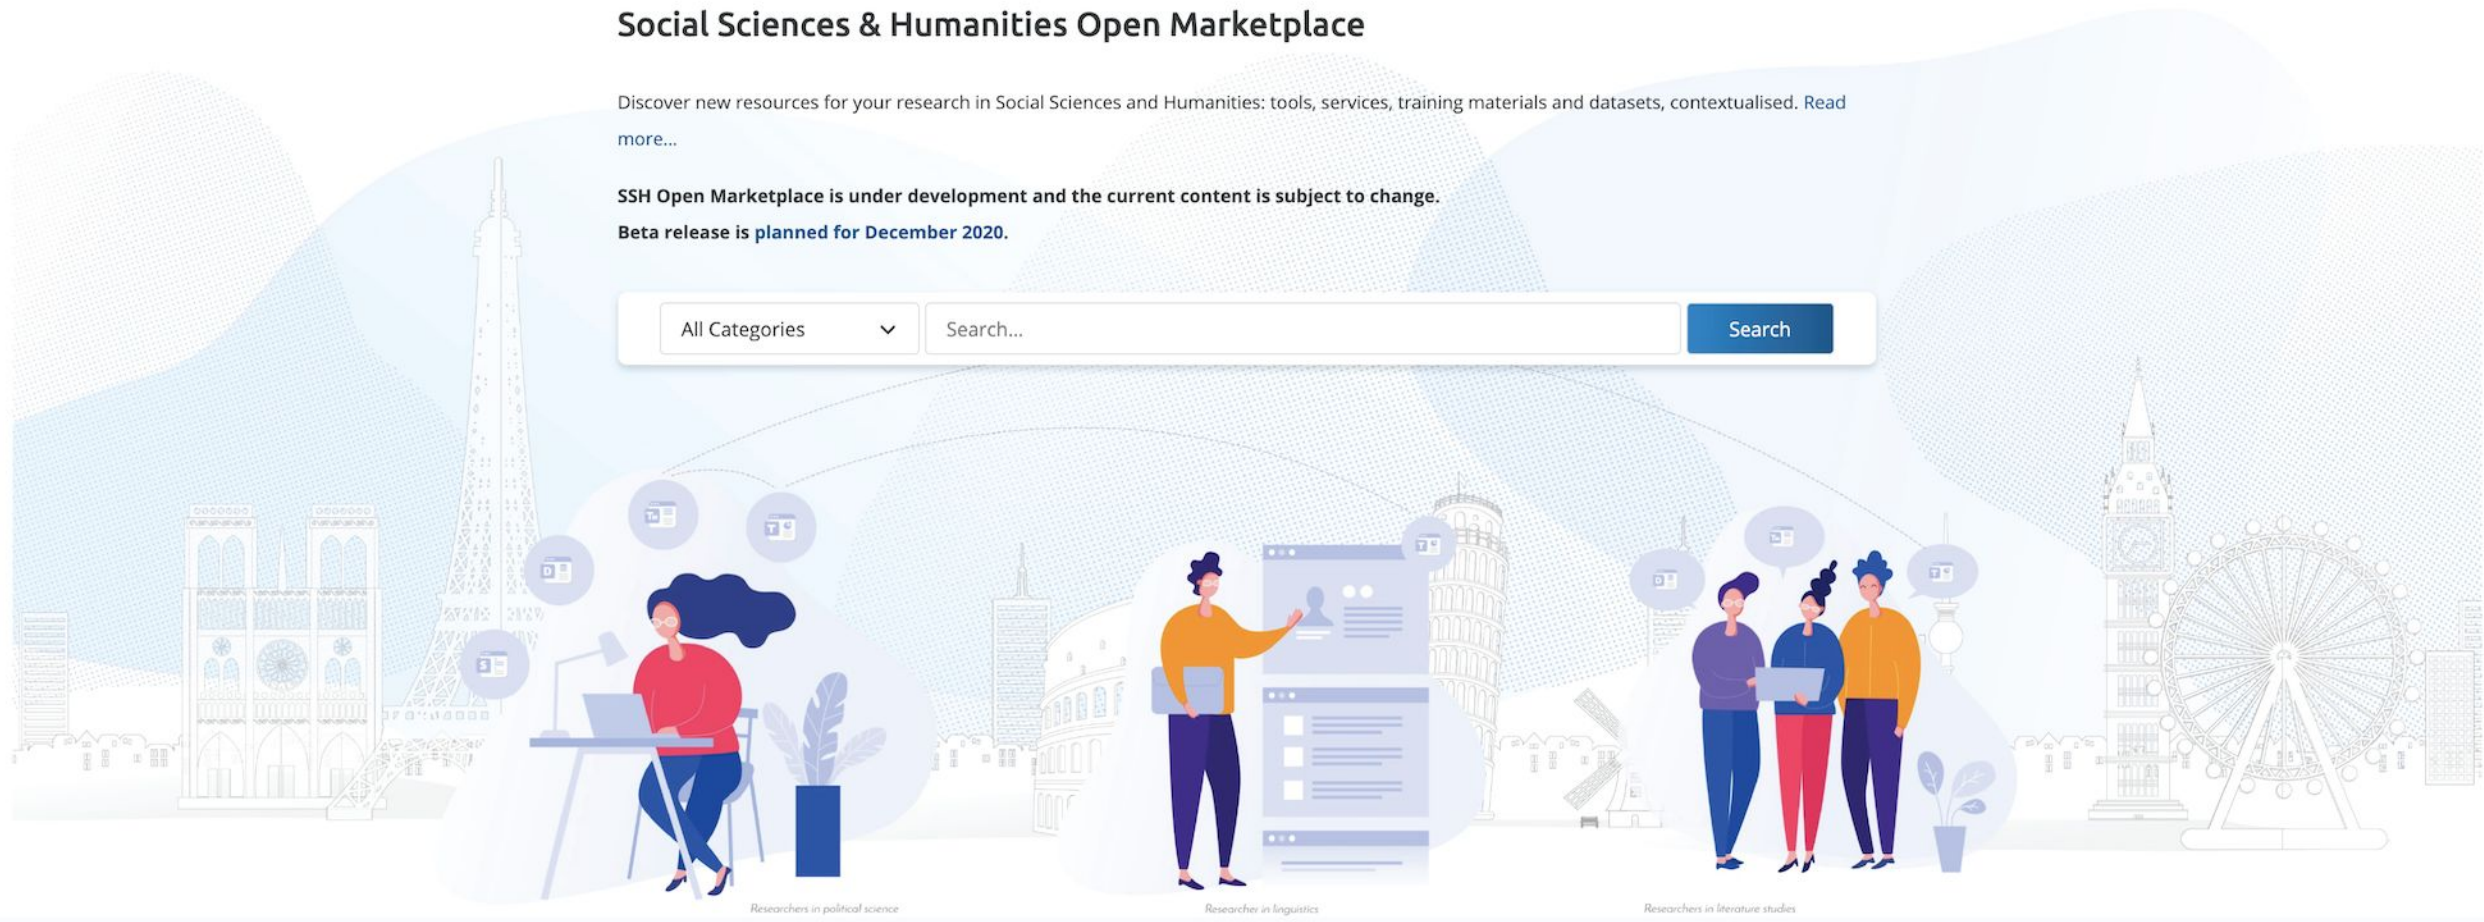 Social Sciences & Humanities Open Marketplace
Discover new resources for your research in Social Sciences and Humanities: tools, services, training materials and datasets, contextualised. Read
more...
SSH Open Marketplace is under development and the current content is subject to change.
Beta release is planned for December 2020.
All Categories
Search...
Search
Tw
T
D
T
S
Tw
D
T
Researchers in political science
Researcher in linguistics
Researchers in literature studies